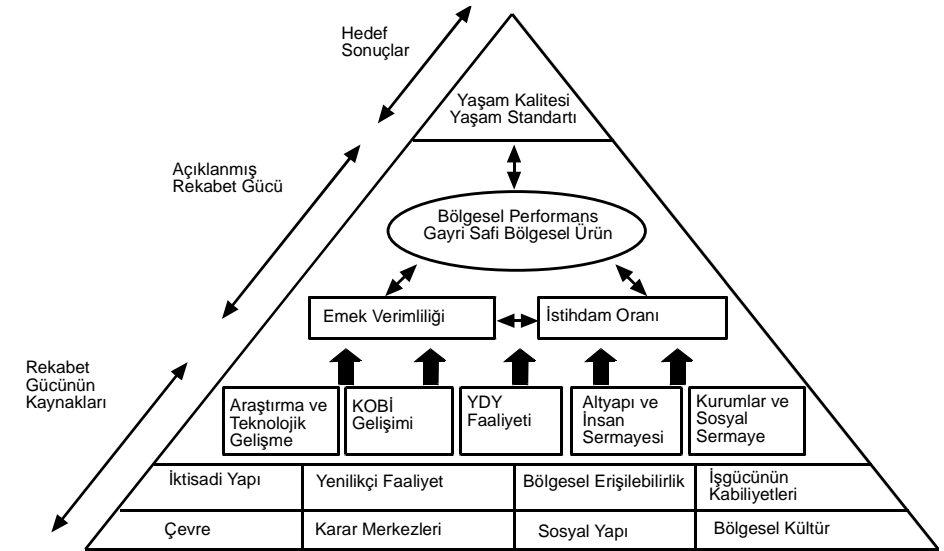 Hedef
Sonuçlar
Yaşam Kalitesi
Yaşam Standartı
Açıklanmış
Rekabet Gücü
Bölgesel Performans
Gayri Safi Bölgesel Ürün
Emek Verimliliği
İstihdam Oranı
Rekabet
Gücünün
Kaynakları
Araştırma ve
Teknolojik
Gelişme
KOBİ
Gelişimi
YDY
Faaliyeti
Altyapı ve
İnsan
Sermayesi
Kurumlar ve
Sosyal
Sermaye
İktisadi Yapı
Yenilikçi Faaliyet
Bölgesel Erişilebilirlik
İşgücünün
Kabiliyetleri
Çevre
Karar Merkezleri
Sosyal Yapı
Bölgesel Kültür